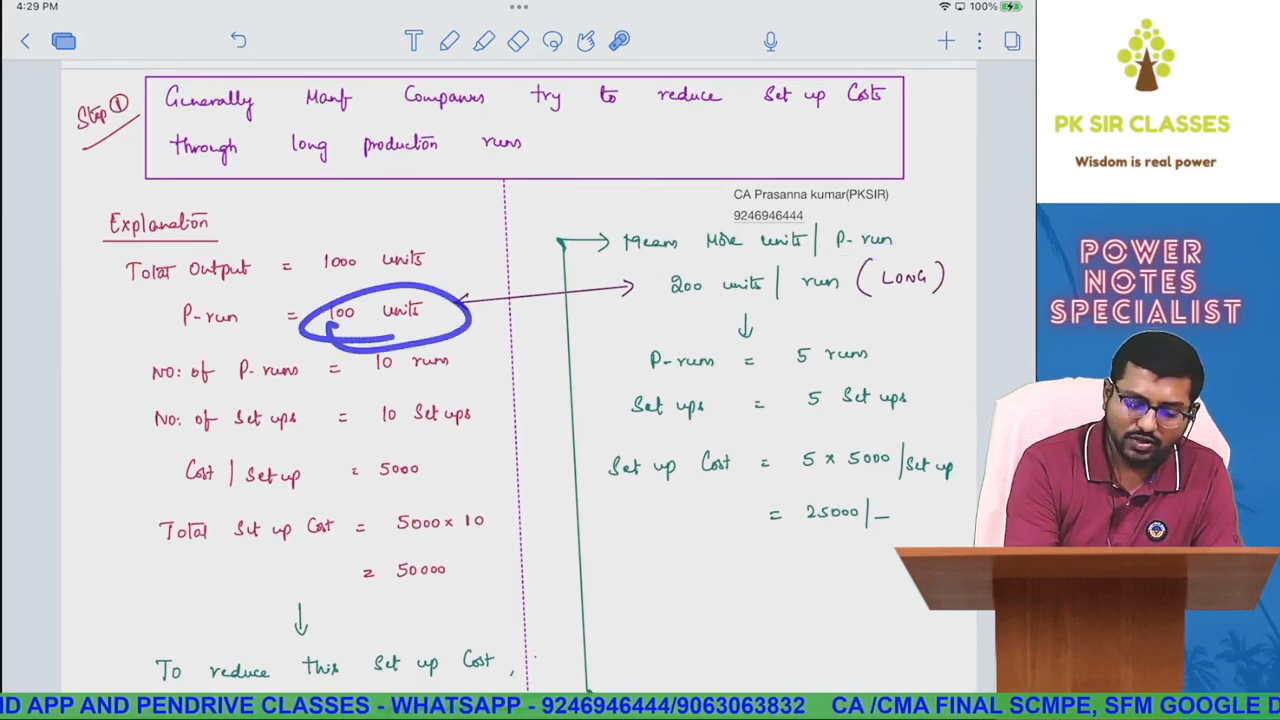 4:29 PM
100%
Step ①
Generally Manf Companies try to reduce Set up Costs
through long production runs
CA Prasanna kumar(PKSIR)
9246946444
Explanation
Total Output = 1000 units
P-run = 100 units
NO: of P-runs = 10 runs
NO: of Set ups = 10 Set ups
Cost | Set up = 5000
Total Set up Cost = 5000 x 10
= 50000
To reduce this Set up Cost,
Means More units | P-run
200 units | run (LONG)
P-runs = 5 runs
Set ups = 5 Set ups
Set up Cost = 5 x 5000 |Set up
= 25000|_
PK SIR CLASSES
Wisdom is real power
POWER
NOTES
SPECIALIST
ND APP AND PENDRIVE CLASSES - WHATSAPP - 9246946444/9063063832 CA /CMA FINAL SCMPE, SFM GOOGLE D